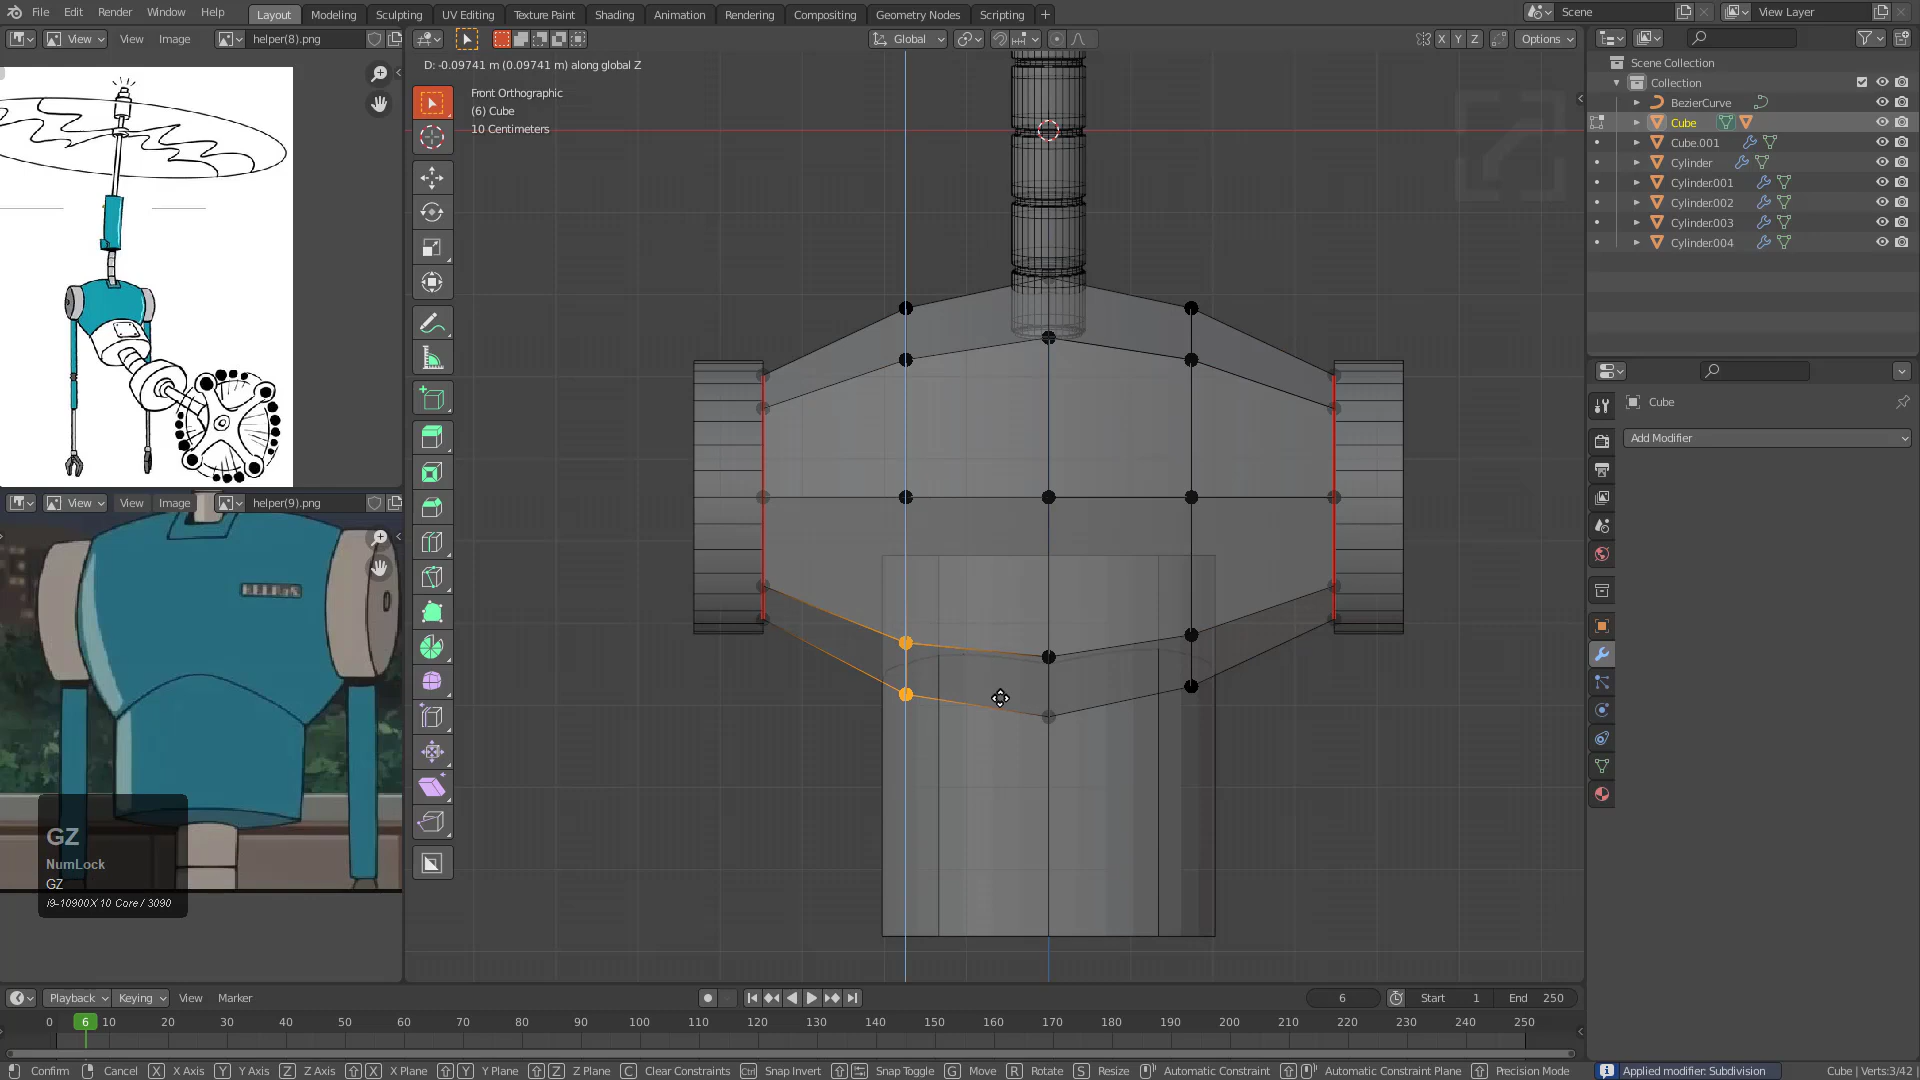 File Edit Render Window Help Layout Modeling Sculpting UV Editing Texture Paint Shading Animation Rendering Compositing Geometry Nodes Scripting + Scene View Layer
View View Image helper(8).png Global X Y Z Options
D: -0.09741 m (0.09741 m) along global Z
Front Orthographic
(6) Cube
10 Centimeters
Scene Collection
Collection
BezierCurve
Cube
Cube.001
Cylinder
Cylinder.001
Cylinder.002
Cylinder.003
Cylinder.004
Cube
Add Modifier
View View Image helper(9).png
GZ
NumLock
GZ
i9-10900X 10 Core / 3090
Playback Keying View Marker 6 Start 1 End 250
0 6 10 20 30 40 50 60 70 80 90 100 110 120 130 140 150 160 170 180 190 200 210 220 230 240 250
Confirm Cancel X X Axis Y Y Axis Z Z Axis X X Plane Y Y Plane Z Z Plane C Clear Constraints Ctrl Snap Invert Snap Toggle G Move R Rotate S Resize Automatic Constraint Automatic Constraint Plane Precision Mode Applied modifier: Subdivision Cube | Verts:3/42